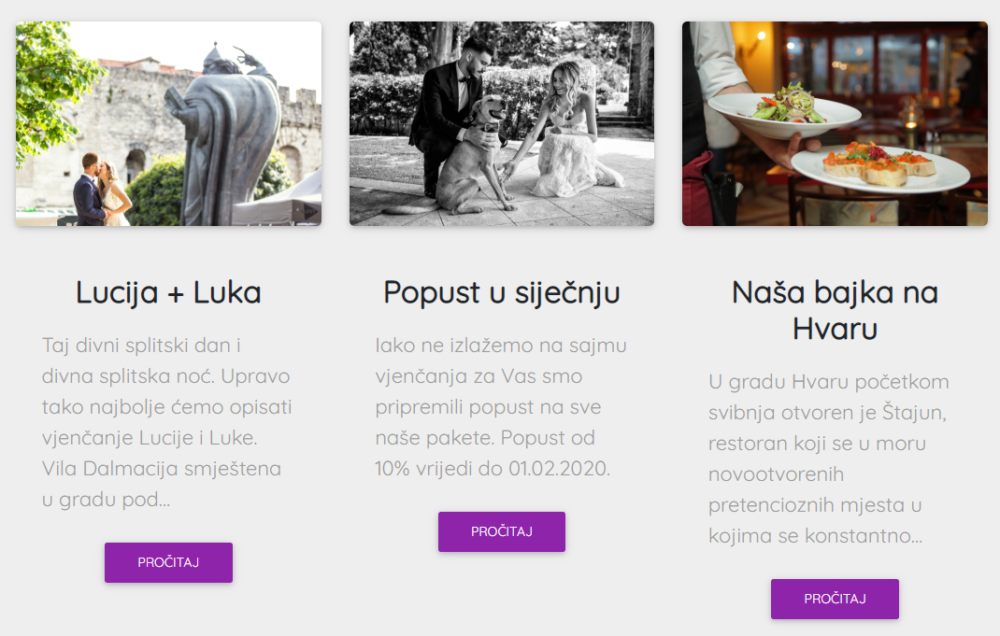 Lucija + Luka
Taj divni splitski dan i
divna splitska noć. Upravo
tako najbolje ćemo opisati
vjenčanje Lucije i Luke.
Vila Dalmacija smještena
u gradu pod...
PROČITAJ
Popust u siječnju
Iako ne izlažemo na sajmu
vjenčanja za Vas smo
pripremili popust na sve
naše pakete. Popust od
10% vrijedi do 01.02.2020.
PROČITAJ
Naša bajka na
Hvaru
U gradu Hvaru početkom
svibnja otvoren je Štajun,
restoran koji se u moru
novootvorenih
pretencioznih mjesta u
kojima se konstantno...
PROČITAJ